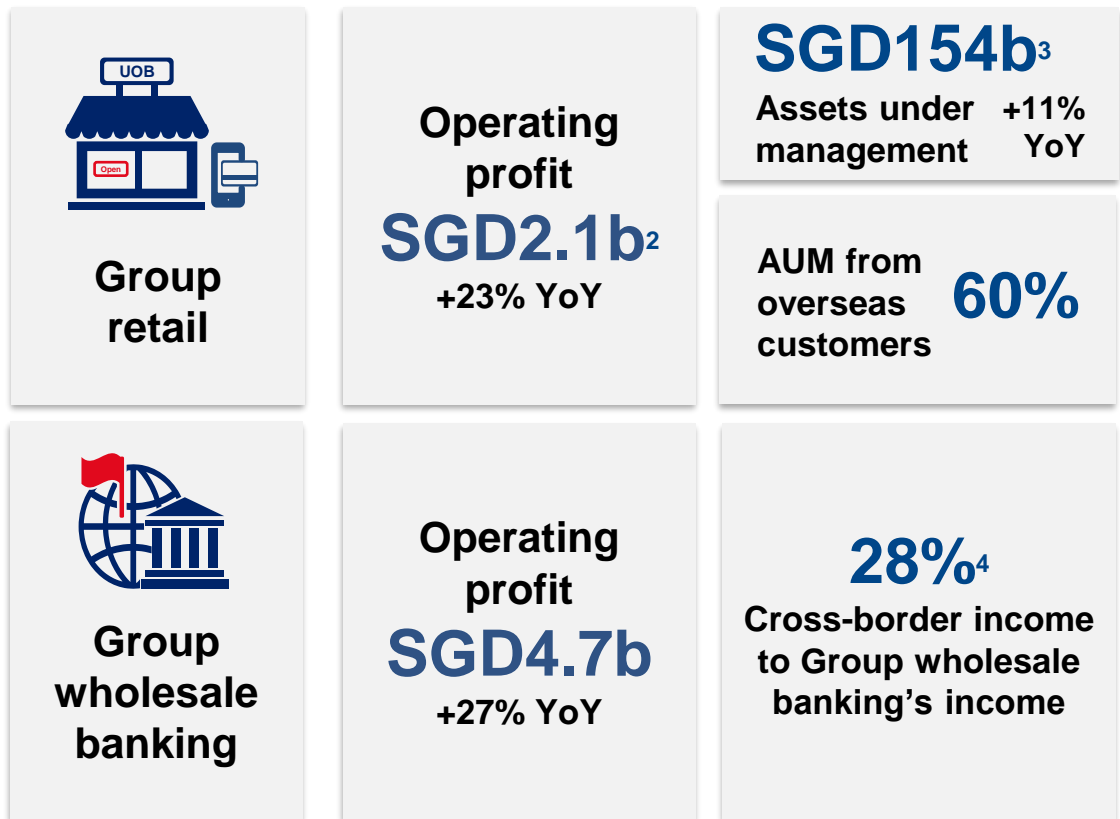 UOB
Open
Group
retail
Operating
profit
SGD2.1b2
+23% YoY
SGD154b3
Assets under
management
+11%
YoY
AUM from
overseas
customers
60%
Group
wholesale
banking
Operating
profit
SGD4.7b
+27% YoY
28%4
Cross-border income
to Group wholesale
banking’s income